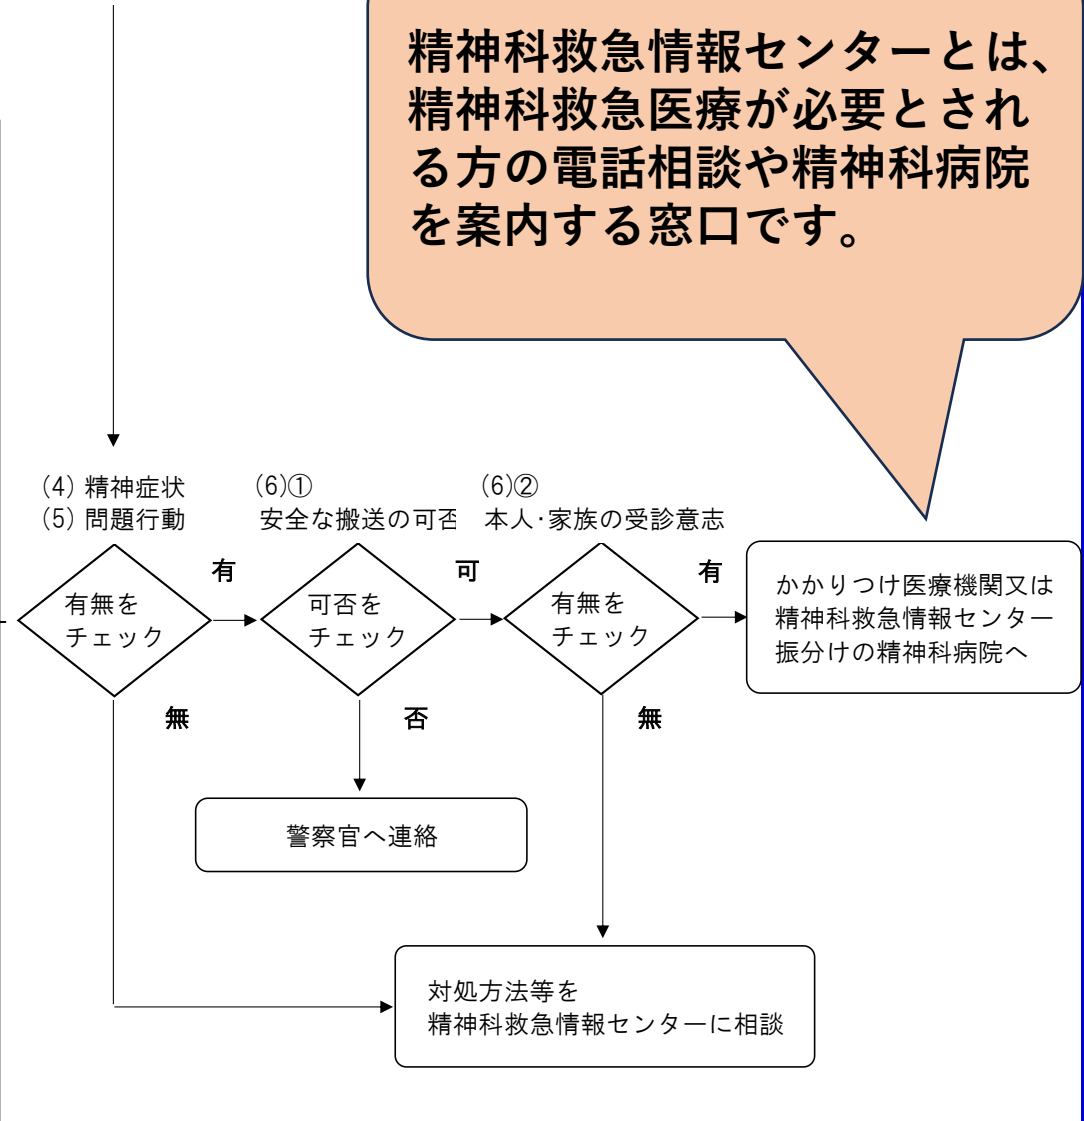 精神科救急情報センターとは、
精神科救急医療が必要とされ
る方の電話相談や精神科病院
を案内する窓口です。
(4) 精神症状
(5) 問題行動
(6)①
安全な搬送の可否
(6)②
本人・家族の受診意志
有無を
チェック
有
可否を
チェック
可
有無を
チェック
有
かかりつけ医療機関又は
精神科救急情報センター
振分けの精神科病院へ
無
否
無
警察官へ連絡
対処方法等を
精神科救急情報センターに相談